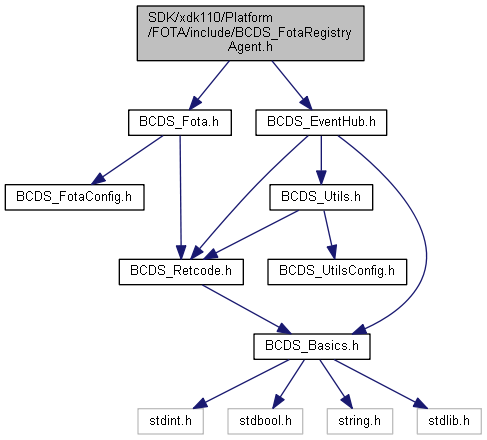 SDK/xdk110/Platform
/FOTA/include/BCDS_FotaRegistry
Agent.h
BCDS_Fota.h
BCDS_EventHub.h
BCDS_FotaConfig.h
BCDS_Utils.h
BCDS_Retcode.h
BCDS_UtilsConfig.h
BCDS_Basics.h
stdint.h
stdbool.h
string.h
stdlib.h